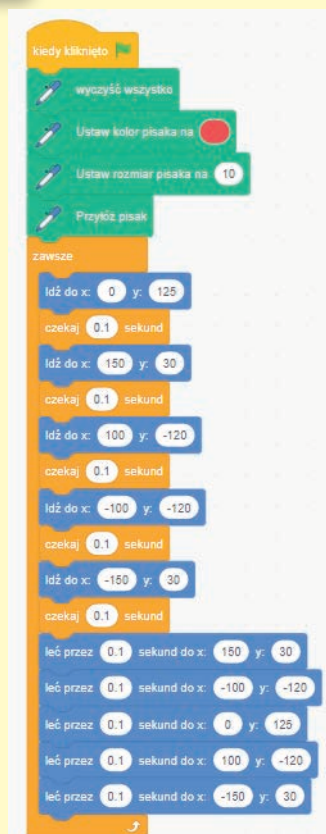 kiedy kliknięto
wyczyść wszystko
Ustaw kolor pisaka na
Ustaw rozmiar pisaka na 10
Przyłóż pisak
zawsze
Idź do x: 0 y: 125
czekaj 0.1 sekund
Idź do x: 150 y: 30
czekaj 0.1 sekund
Idź do x: 100 y: -120
czekaj 0.1 sekund
Idź do x: -100 y: -120
czekaj 0.1 sekund
Idź do x: -150 y: 30
czekaj 0.1 sekund
leć przez 0.1 sekund do x: 150 y: 30
leć przez 0.1 sekund do x: -100 y: -120
leć przez 0.1 sekund do x: 0 y: 125
leć przez 0.1 sekund do x: 100 y: -120
leć przez 0.1 sekund do x: -150 y: 30